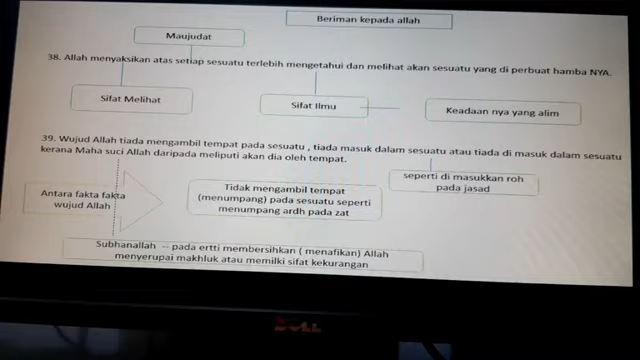 Beriman kepada allah
Maujudat
38. Allah menyaksikan atas setiap sesuatu terlebih mengetahui dan melihat akan sesuatu yang di perbuat hamba NYA.
Sifat Melihat
Sifat Ilmu
Keadaan nya yang alim
39. Wujud Allah tiada mengambil tempat pada sesuatu , tiada masuk dalam sesuatu atau tiada di masuk dalam sesuatu
kerana Maha suci Allah daripada meliputi akan dia oleh tempat.
seperti di masukkan roh
pada jasad
Antara fakta fakta
wujud Allah
Tidak mengambil tempat
(menumpang) pada sesuatu seperti
menumpang ardh pada zat
Subhanallah -- pada ertti membersihkan ( menafikan) Allah
menyerupai makhluk atau memilki sifat kekurangan
DELL